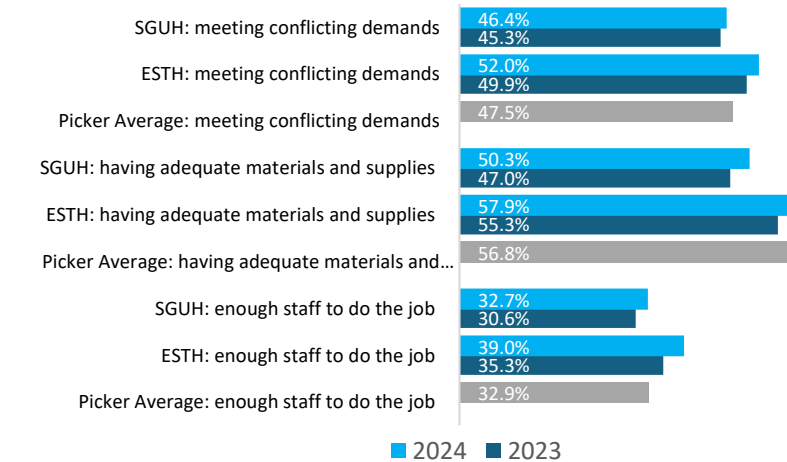 SGUH: meeting conflicting demands
46.4%
45.3%
ESTH: meeting conflicting demands
52.0%
49.9%
Picker Average: meeting conflicting demands
47.5%
SGUH: having adequate materials and supplies
50.3%
47.0%
ESTH: having adequate materials and supplies
57.9%
55.3%
Picker Average: having adequate materials and...
56.8%
SGUH: enough staff to do the job
32.7%
30.6%
ESTH: enough staff to do the job
39.0%
35.3%
Picker Average: enough staff to do the job
32.9%
2024 2023